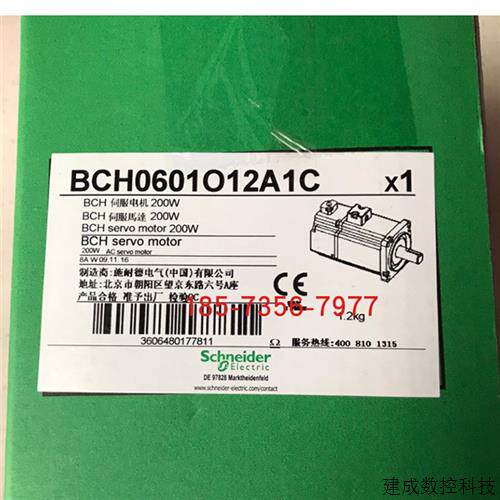 BCH0601O12A1C x1
BCH 伺服电机 200W
BCH 伺服馬達 200W
BCH servo motor 200W
BCH servo motor
200W AC servo motor
8A W 09.11.16
制造商: 施耐德电气(中国)有限公司
地址: 北京市朝阳区望京东路六号A座
产品合格 准予出厂 检验QC
CE
185-7358-7977
1.2kg
3606480177811
服务热线: 400 810 1315
Schneider
Electric
DE 97828 Marktheidenfeld
www.schneider-electric.com/contact
建成数控科技